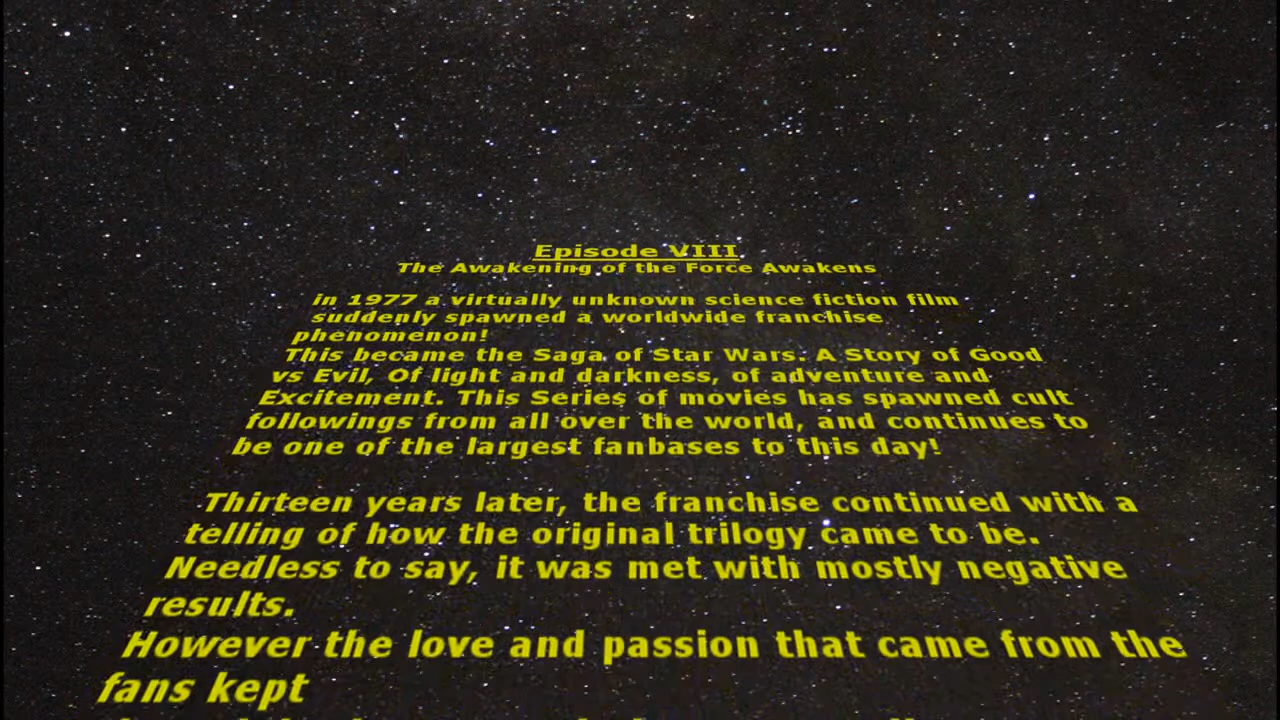 Episode VIII
The Awakening of the Force Awakens
in 1977 a virtually unknown science fiction film
suddenly spawned a worldwide franchise
phenomenon!
This became the Saga of Star Wars. A Story of Good
vs Evil, Of light and darkness, of adventure and
Excitement. This Series of movies has spawned cult
followings from all over the world, and continues to
be one of the largest fanbases to this day!
Thirteen years later, the franchise continued with a
telling of how the original trilogy came to be.
Needless to say, it was met with mostly negative
results.
However the love and passion that came from the
fans kept